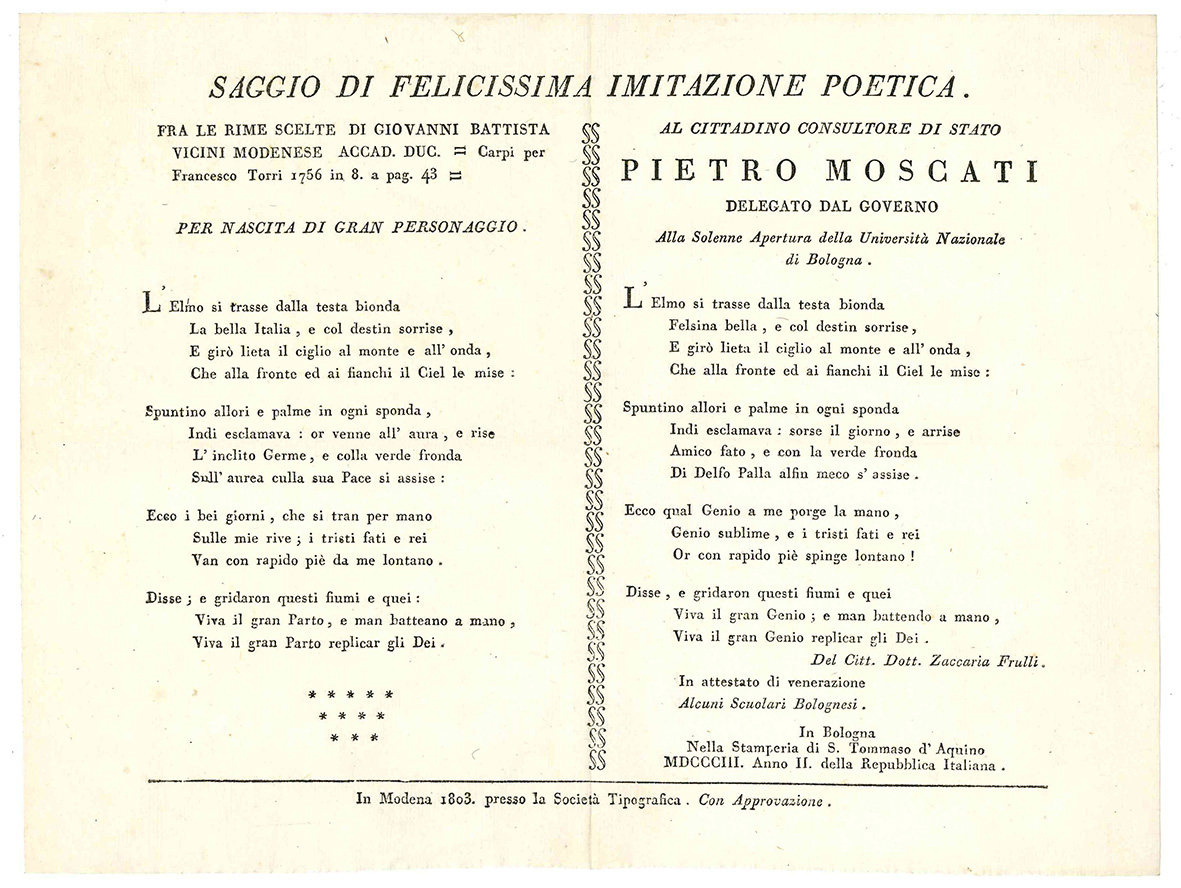 SAGGIO DI FELICISSIMA IMITAZIONE POETICA .
FRA LE RIME SCELTE DI GIOVANNI BATTISTA
VICINI MODENESE ACCAD. DUC. = Carpi per
Francesco Torri 1756 in 8. a pag. 43 =
PER NASCITA DI GRAN PERSONAGGIO .
L' Elmo si trasse dalla testa bionda
La bella Italia , e col destin sorrise ,
E girò lieta il ciglio al monte e all' onda ,
Che alla fronte ed ai fianchi il Ciel le mise :
Spuntino allori e palme in ogni sponda ,
Indi esclamava : or venne all' aura , e rise
L' inclito Germe , e colla verde fronda
Sull' aurea culla sua Pace si assise :
Ecco i bei giorni , che si tran per mano
Sulle mie rive ; i tristi fati e rei
Van con rapido piè da me lontano .
Disse ; e gridaron questi fiumi e quei :
Viva il gran Parto , e man batteano a mano ,
Viva il gran Parto replicar gli Dei .
* * * * *
* * * *
* * *
AL CITTADINO CONSULTORE DI STATO
PIETRO MOSCATI
DELEGATO DAL GOVERNO
Alla Solenne Apertura della Università Nazionale
di Bologna .
L' Elmo si trasse dalla testa bionda
Felsina bella , e col destin sorrise ,
E girò lieta il ciglio al monte e all' onda ,
Che alla fronte ed ai fianchi il Ciel le mise :
Spuntino allori e palme in ogni sponda
Indi esclamava : sorse il giorno , e arrise
Amico fato , e con la verde fronda
Di Delfo Palla alfin meco s' assise .
Ecco qual Genio a me porge la mano ,
Genio sublime , e i tristi fati e rei
Or con rapido piè spinge lontano !
Disse , e gridaron questi fiumi e quei
Viva il gran Genio ; e man battendo a mano ,
Viva il gran Genio replicar gli Dei .
Del Citt. Dott. Zaccaria Frulli .
In attestato di venerazione
Alcuni Scuolari Bolognesi .
In Bologna
Nella Stamperia di S. Tommaso d' Aquino
MDCCCIII. Anno II. della Repubblica Italiana .
In Modena 1803. presso la Società Tipografica . Con Approvazione .